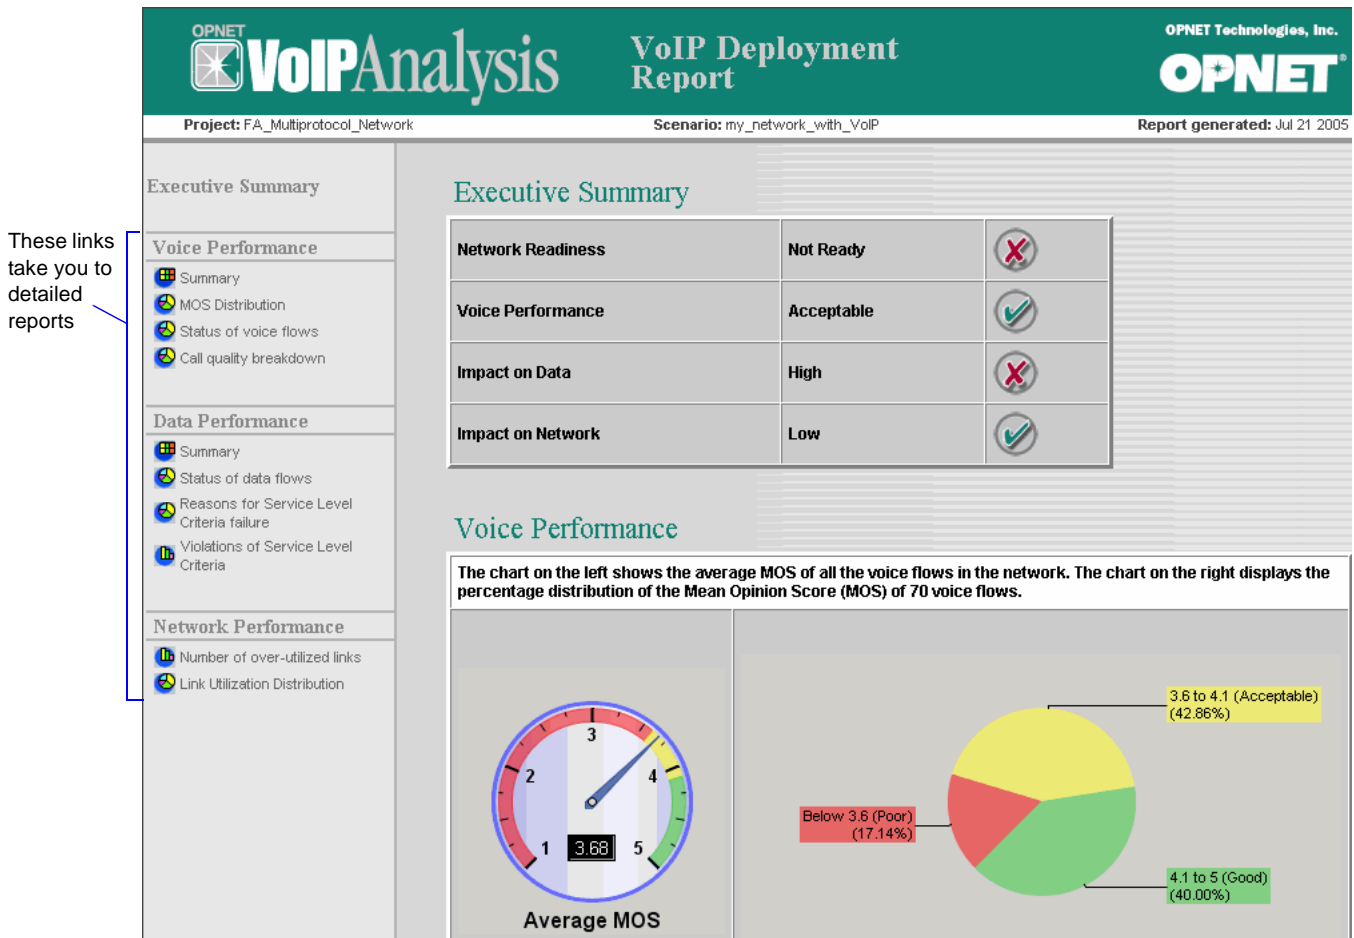 OPNET
VoIPAnalysis
VoIP Deployment
Report
OPNET Technologies, Inc.
OPNET®
Project: FA_Multiprotocol_Network
Scenario: my_network_with_VoIP
Report generated: Jul 21 2005
These links
take you to
detailed
reports
Executive Summary
Voice Performance
Summary
MOS Distribution
Status of voice flows
Call quality breakdown
Data Performance
Summary
Status of data flows
Reasons for Service Level
Criteria failure
Violations of Service Level
Criteria
Network Performance
Number of over-utilized links
Link Utilization Distribution
Executive Summary
Network Readiness Not Ready
Voice Performance Acceptable
Impact on Data High
Impact on Network Low
Voice Performance
The chart on the left shows the average MOS of all the voice flows in the network. The chart on the right displays the
percentage distribution of the Mean Opinion Score (MOS) of 70 voice flows.
1
2
3
4
5
3.68
Average MOS
3.6 to 4.1 (Acceptable)
(42.86%)
Below 3.6 (Poor)
(17.14%)
4.1 to 5 (Good)
(40.00%)